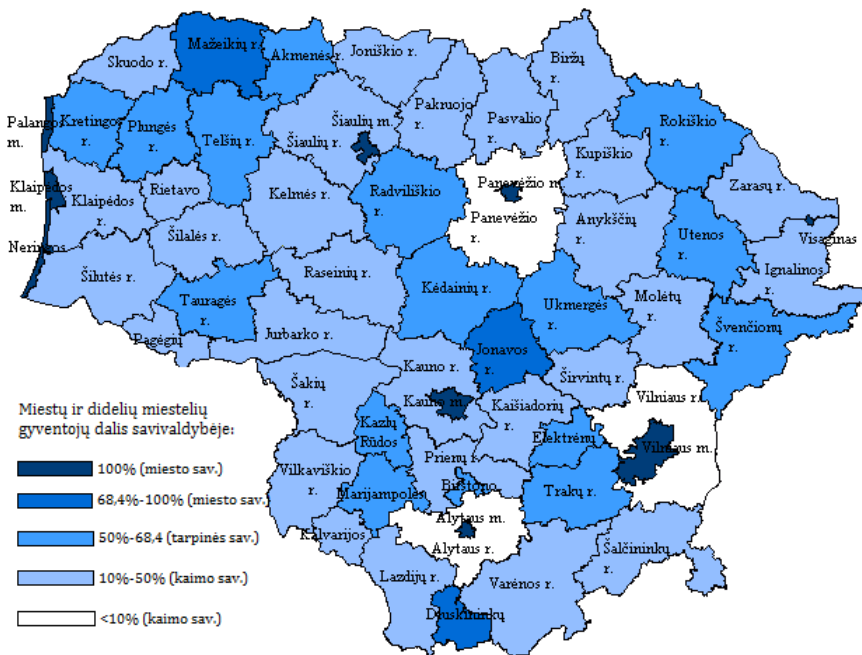 Skuodo r.
Mažeikių r.
Akmenės r.
Joniškio r.
Biržų
r.
Palangos
m.
Kretingos
r.
Plungės
r.
Telšių r.
Šiaulių m.
Šiaulių r.
Pakruojo
r.
Pasvalio
r.
Rokiškio
r.
Kupiškio
r.
Klaipėdos
m.
Klaipėdos
r.
Rietavo
Kelmės r.
Radviliškio
r.
Panevėžio m.
Panevėžio
r.
Anykščių
r.
Zarasų r.
Visaginas
Utenos
r.
Ignalinos r.
Neringos
Šilalės
r.
Šilutės r.
Tauragės
r.
Raseinių r.
Kėdainių r.
Ukmergės
r.
Molėtų
r.
Švenčionų
r.
Pagėgių
Jurbarko r.
Jonavos
r.
Kauno r.
Kauno m.
Širvintų r.
Šakių
r.
Kaišiadorių
r.
Vilniaus r.
Vilniaus m.
Kazlų
Rūdos
Elektrėnų
Prienų r.
Vilkaviškio
r.
Marijampolės
Birštono
Trakų r.
Kalvarijos
Alytaus m.
Alytaus r.
Šalčininkų
r.
Lazdijų r.
Varėnos r.
Druskininkų
Miestų ir didelių miestelių
gyventojų dalis savivaldybėje:
100% (miesto sav.)
68,4%-100% (miesto sav.)
50%-68,4 (tarpinės sav.)
10%-50% (kaimo sav.)
<10% (kaimo sav.)